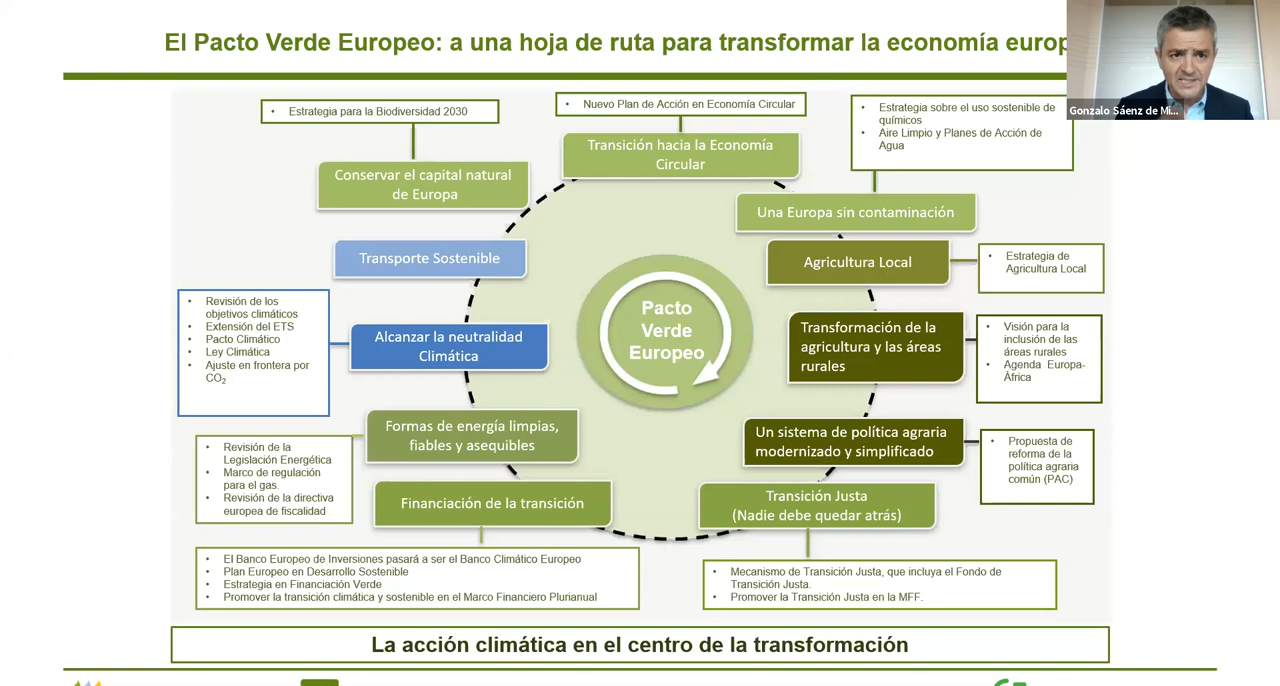 El Pacto Verde Europeo: a una hoja de ruta para transformar la economía europ
Gonzalo Sáenz de Mi...
• Estrategia para la Biodiversidad 2030
• Nuevo Plan de Acción en Economía Circular
• Estrategia sobre el uso sostenible de
químicos
• Aire Limpio y Planes de Acción de
Agua
Transición hacia la Economía
Circular
Conservar el capital natural
de Europa
Una Europa sin contaminación
Transporte Sostenible
Agricultura Local
• Estrategia de
Agricultura Local
• Revisión de los
objetivos climáticos
• Extensión del ETS
• Pacto Climático
• Ley Climática
• Ajuste en frontera por
CO2
Alcanzar la neutralidad
Climática
Pacto
Verde
Europeo
Transformación de la
agricultura y las áreas
rurales
• Visión para la
inclusión de las
áreas rurales
• Agenda Europa-
África
Formas de energía limpias,
fiables y asequibles
• Revisión de la
Legislación Energética
• Marco de regulación
para el gas.
• Revisión de la directiva
europea de fiscalidad
Un sistema de política agraria
modernizado y simplificado
• Propuesta de
reforma de la
política agraria
común (PAC)
Financiación de la transición
Transición Justa
(Nadie debe quedar atrás)
• El Banco Europeo de Inversiones pasará a ser el Banco Climático Europeo
• Plan Europeo en Desarrollo Sostenible
• Estrategia en Financiación Verde
• Promover la transición climática y sostenible en el Marco Financiero Plurianual
• Mecanismo de Transición Justa, que incluya el Fondo de
Transición Justa.
• Promover la Transición Justa en la MFF.
La acción climática en el centro de la transformación